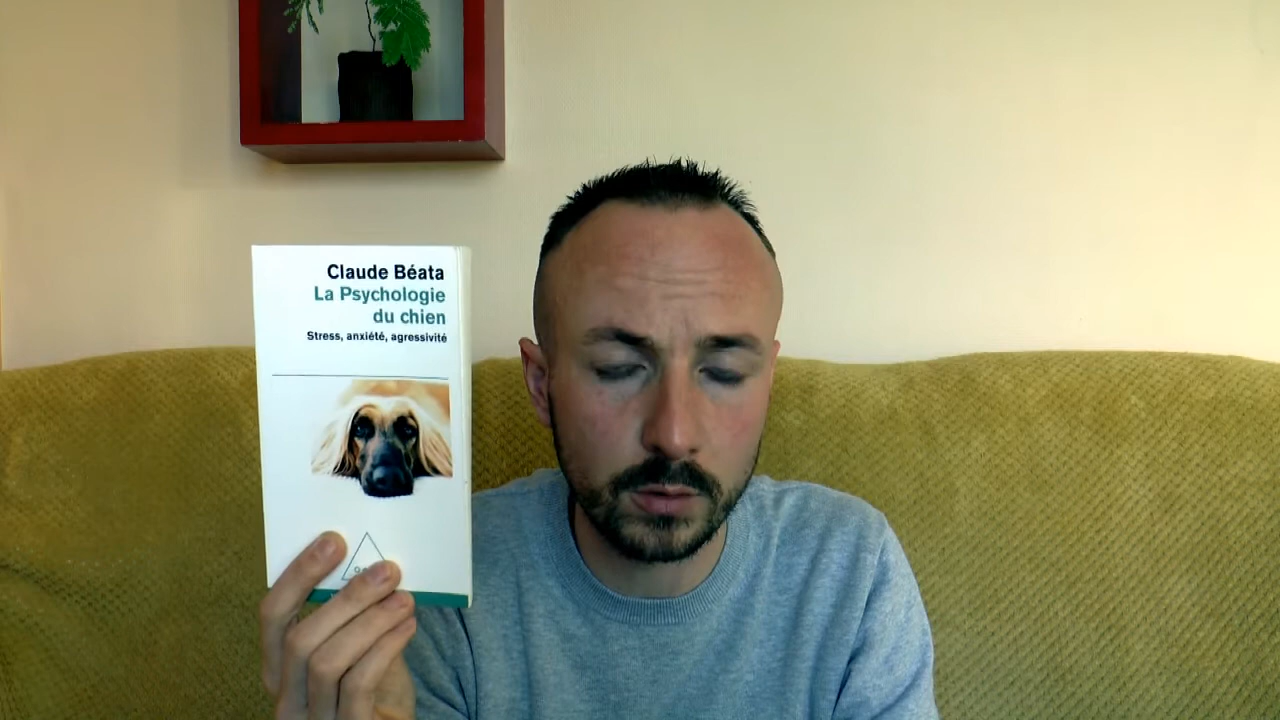 Claude Béata
La Psychologie
du chien
Stress, anxiété, agressivité